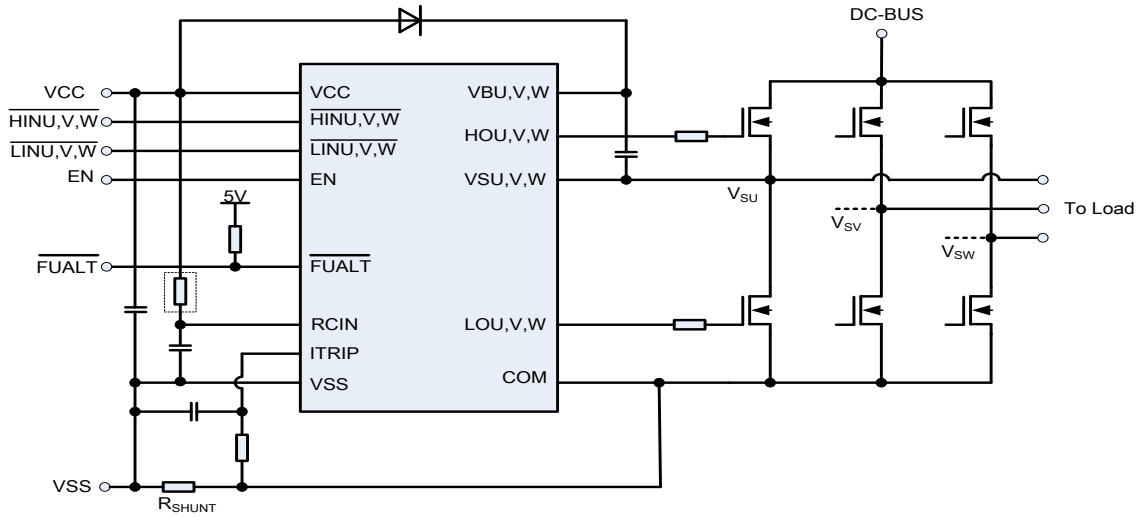 DC-BUS
VCC
HINU,V,W
LINU,V,W
EN
5V
FUALT
VSS
RSHUNT
VCC
HINU,V,W
LINU,V,W
EN
FUALT
RCIN
ITRIP
VSS
VBU,V,W
HOU,V,W
VSU,V,W
LOU,V,W
COM
VSU
VSV
VSW
To Load